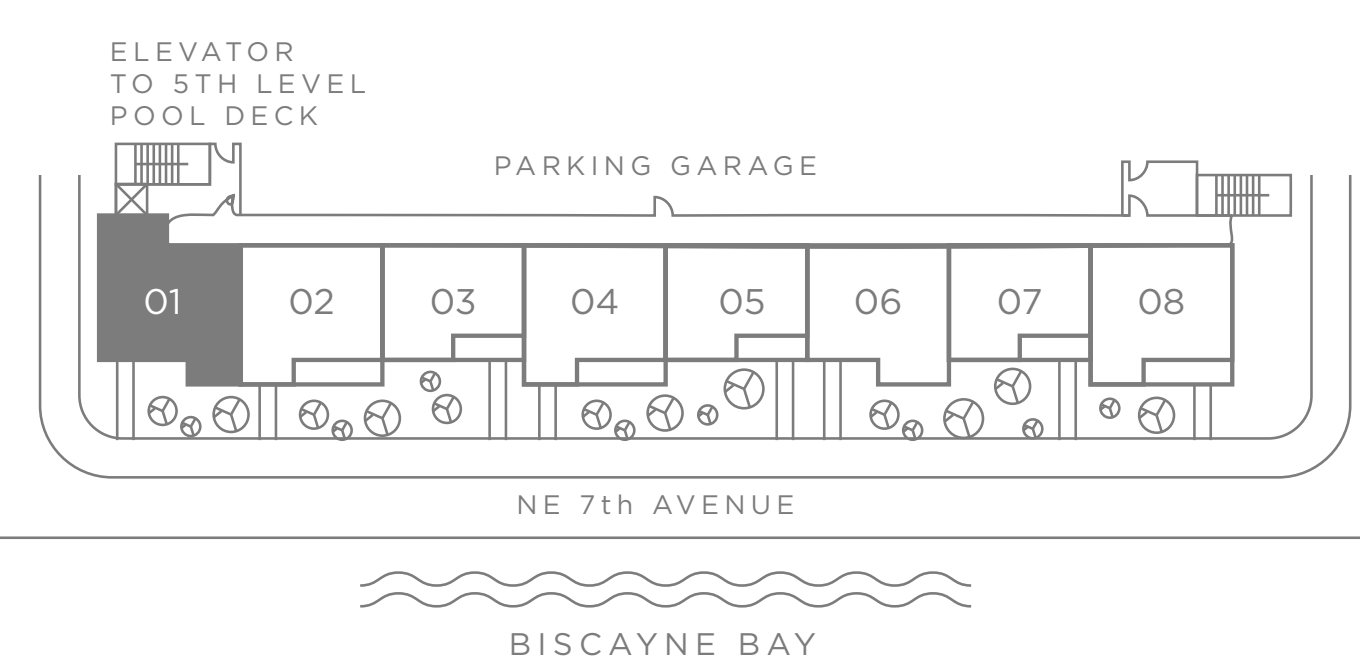 ELEVATOR
TO 5TH LEVEL
POOL DECK
PARKING GARAGE
01 02 03 04 05 06 07 08
NE 7th AVENUE
BISCAYNE BAY